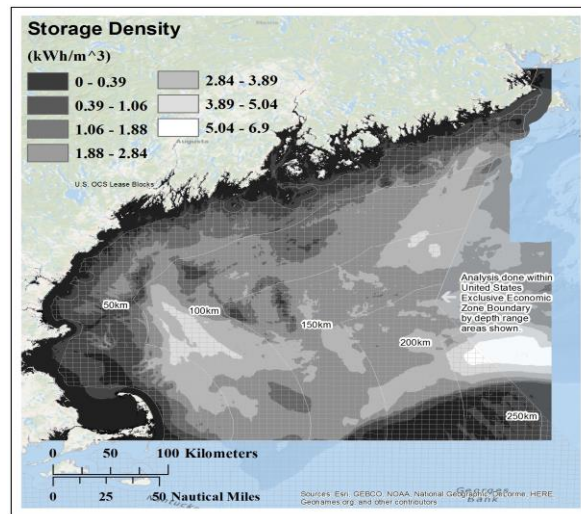 Storage Density
(kWh/m^3)
0 - 0.39
0.39 - 1.06
1.06 - 1.88
1.88 - 2.84
2.84 - 3.89
3.89 - 5.04
5.04 - 6.9
Augusta
U.S. OCS Lease Blocks
50km
100km
150km
200km
250km
Analysis done within
United States
Exclusive Economic
Zone Boundary
by depth range
areas shown
0 50 100 Kilometers
0 25 50 Nautical Miles
Nantucket
Georges
Bank
Sources: Esri, GEBCO, NOAA, National Geographic, DeLorme, HERE
Geonames.org, and other contributors